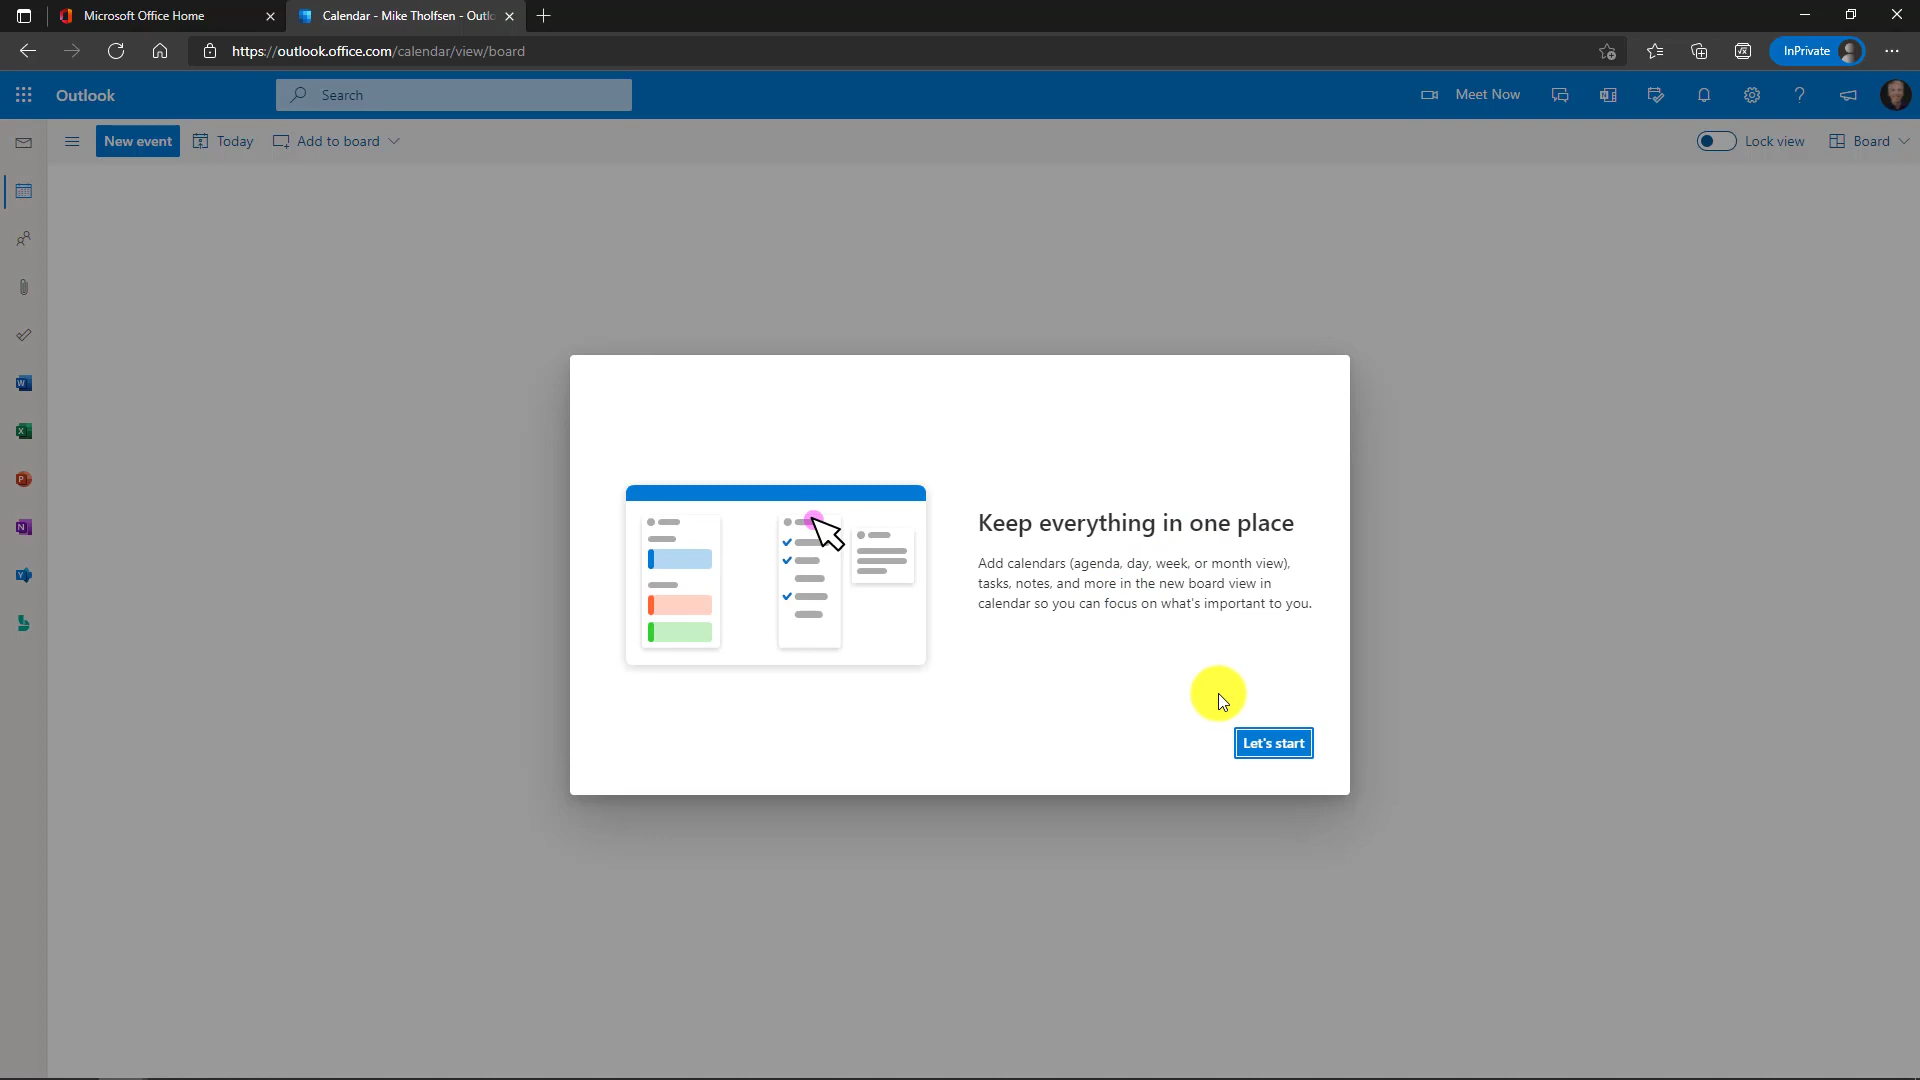 Microsoft Office Home
Calendar - Mike Tholfsen - Outlo
https://outlook.office.com/calendar/view/board
InPrivate
Outlook
Search
Meet Now
New event
Today
Add to board
Lock view
Board
Keep everything in one place
Add calendars (agenda, day, week, or month view),
tasks, notes, and more in the new board view in
calendar so you can focus on what's important to you.
Let's start